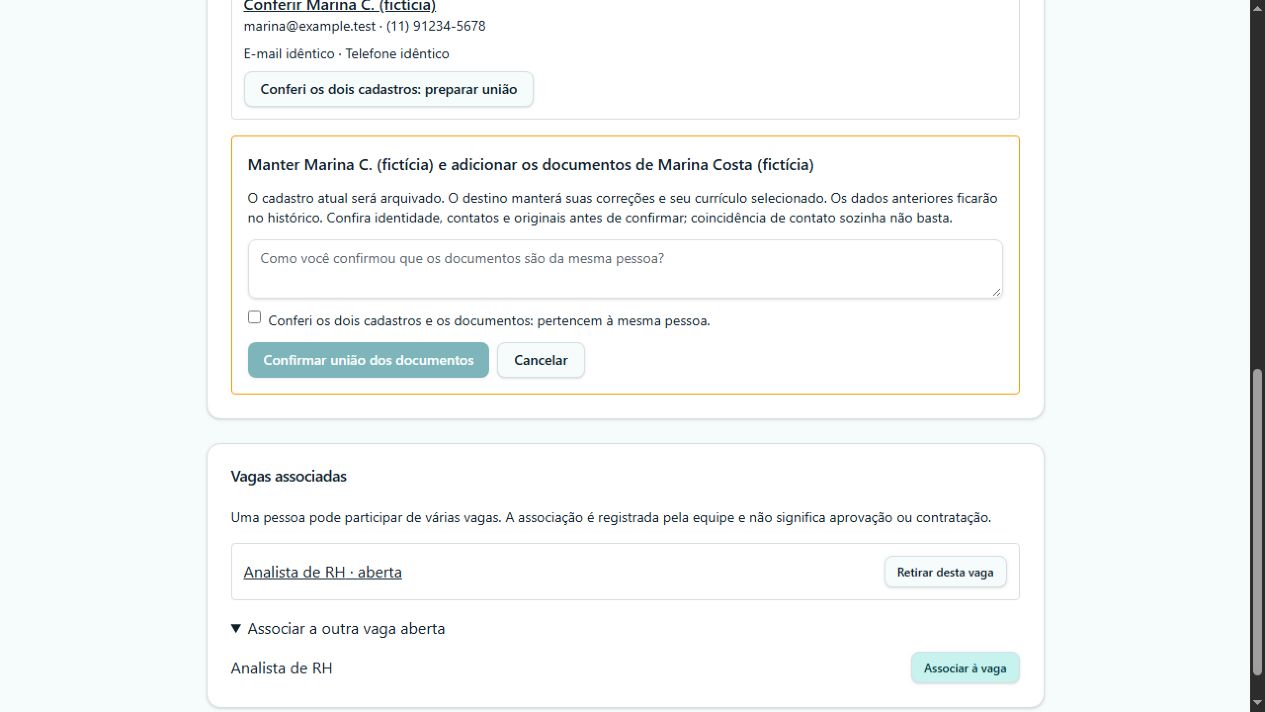 Conferir Marina C. (fictícia)
marina@example.test · (11) 91234-5678
E-mail idêntico · Telefone idêntico
Conferi os dois cadastros: preparar união
Manter Marina C. (fictícia) e adicionar os documentos de Marina Costa (fictícia)
O cadastro atual será arquivado. O destino manterá suas correções e seu currículo selecionado. Os dados anteriores ficarão
no histórico. Confira identidade, contatos e originais antes de confirmar; coincidência de contato sozinha não basta.
Como você confirmou que os documentos são da mesma pessoa?
Conferi os dois cadastros e os documentos: pertencem à mesma pessoa.
Confirmar união dos documentos
Cancelar
Vagas associadas
Uma pessoa pode participar de várias vagas. A associação é registrada pela equipe e não significa aprovação ou contratação.
Analista de RH · aberta
Retirar desta vaga
Associar a outra vaga aberta
Analista de RH
Associar à vaga